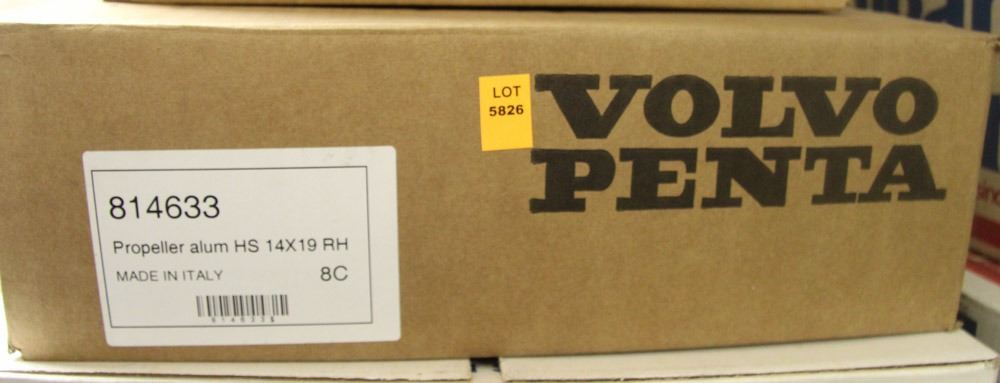 LOT
5826
VOLVO
PENTA
814633
Propeller alum HS 14X19 RH
MADE IN ITALY 8C